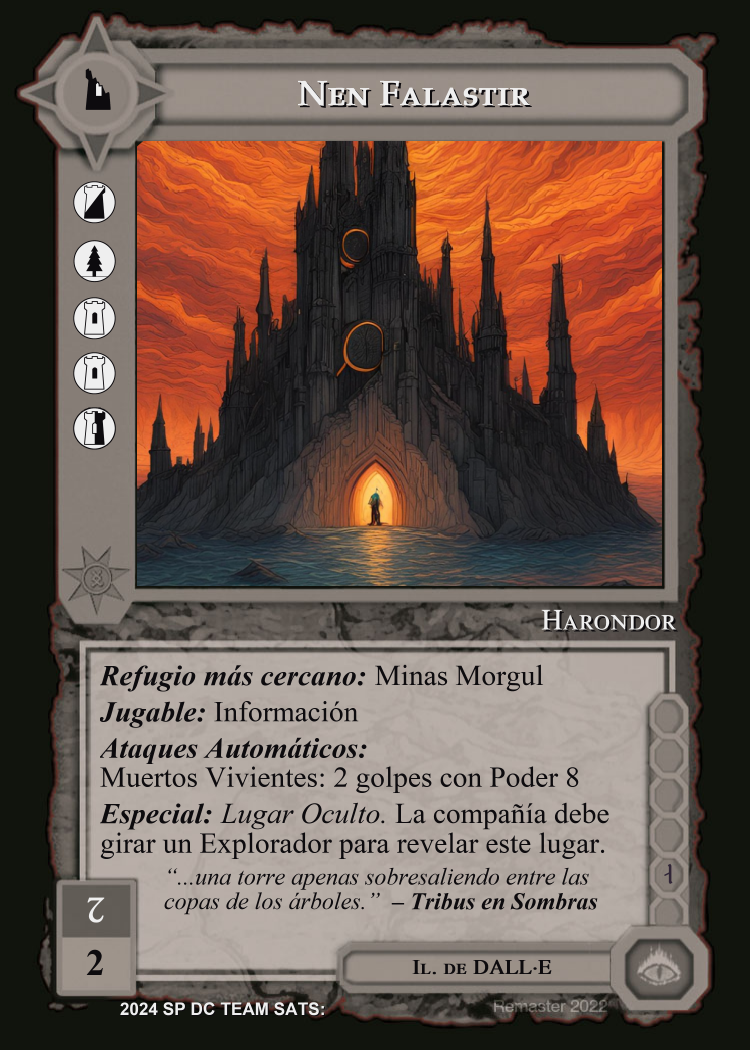 Nen Falastir
Harondor
Refugio más cercano: Minas Morgul
Jugable: Información
Ataques Automáticos:
Muertos Vivientes: 2 golpes con Poder 8
Especial: Lugar Oculto. La compañía debe
girar un Explorador para revelar este lugar.
“...una torre apenas sobresaliendo entre las
copas de los árboles.” – Tribus en Sombras
2
Il. de DALL·E
2024 SP DC TEAM SATS:
Remaster 2022